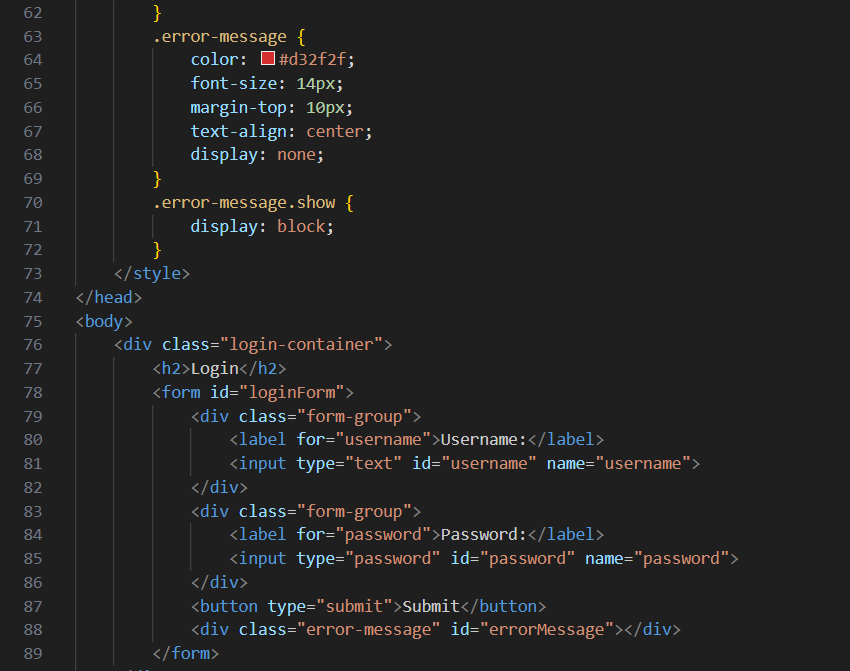 62 }
63 .error-message {
64 color: #d32f2f;
65 font-size: 14px;
66 margin-top: 10px;
67 text-align: center;
68 display: none;
69 }
70 .error-message.show {
71 display: block;
72 }
73 </style>
74 </head>
75 <body>
76 <div class="login-container">
77 <h2>Login</h2>
78 <form id="loginForm">
79 <div class="form-group">
80 <label for="username">Username:</label>
81 <input type="text" id="username" name="username">
82 </div>
83 <div class="form-group">
84 <label for="password">Password:</label>
85 <input type="password" id="password" name="password">
86 </div>
87 <button type="submit">Submit</button>
88 <div class="error-message" id="errorMessage"></div>
89 </form>